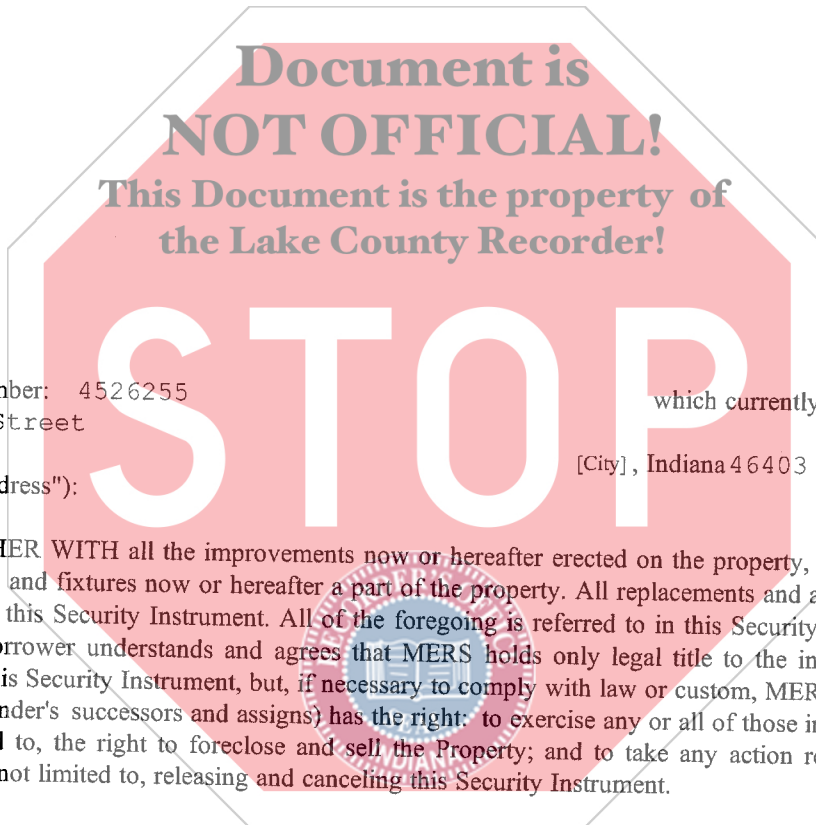 Document is
NOT OFFICIAL!
This Document is the property of
the Lake County Recorder!
STOP
mber: 4526255
which currently
Street
[City] , Indiana 46403
dress"):
HER WITH all the improvements now or hereafter erected on the property,
and fixtures now or hereafter a part of the property. All replacements and a
this Security Instrument. All of the foregoing is referred to in this Security
orrower understands and agrees that MERS holds only legal title to the in
is Security Instrument, but, if necessary to comply with law or custom, MER
nder's successors and assigns) has the right: to exercise any or all of those in
d to, the right to foreclose and sell the Property; and to take any action re
not limited to, releasing and canceling this Security Instrument.
INDIANA